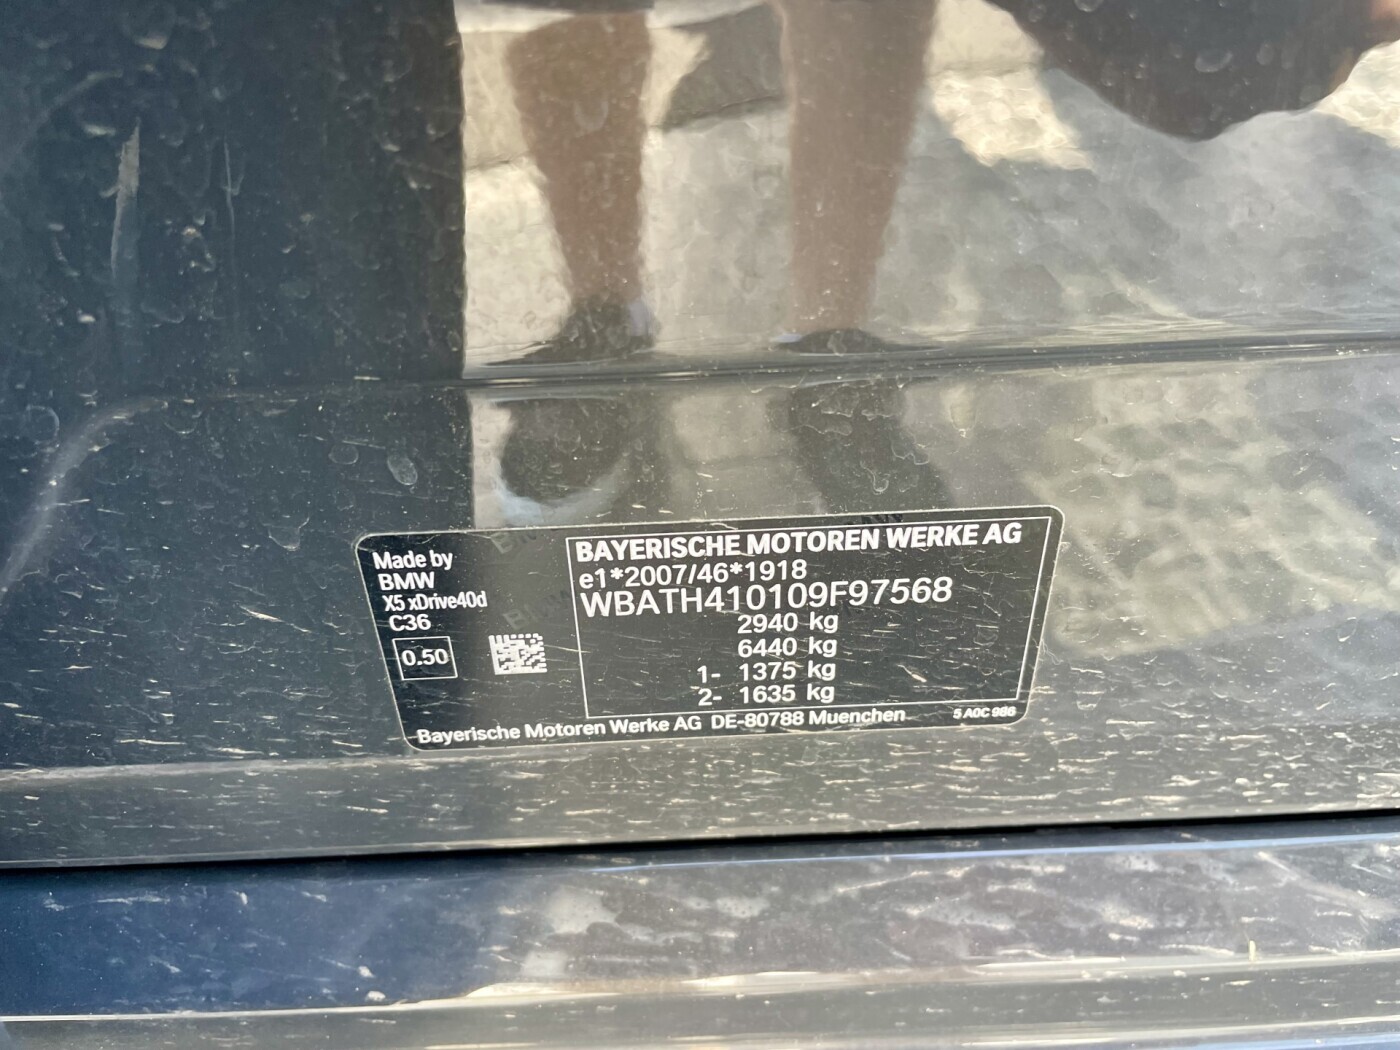 Made by
BMW
X5 xDrive40d
C36
0.50
BAYERISCHE MOTOREN WERKE AG
e1*2007/46*1918
WBATH410109F97568
2940 kg
6440 kg
1- 1375 kg
2- 1635 kg
Bayerische Motoren Werke AG DE-80788 Muenchen
5 A0C 986